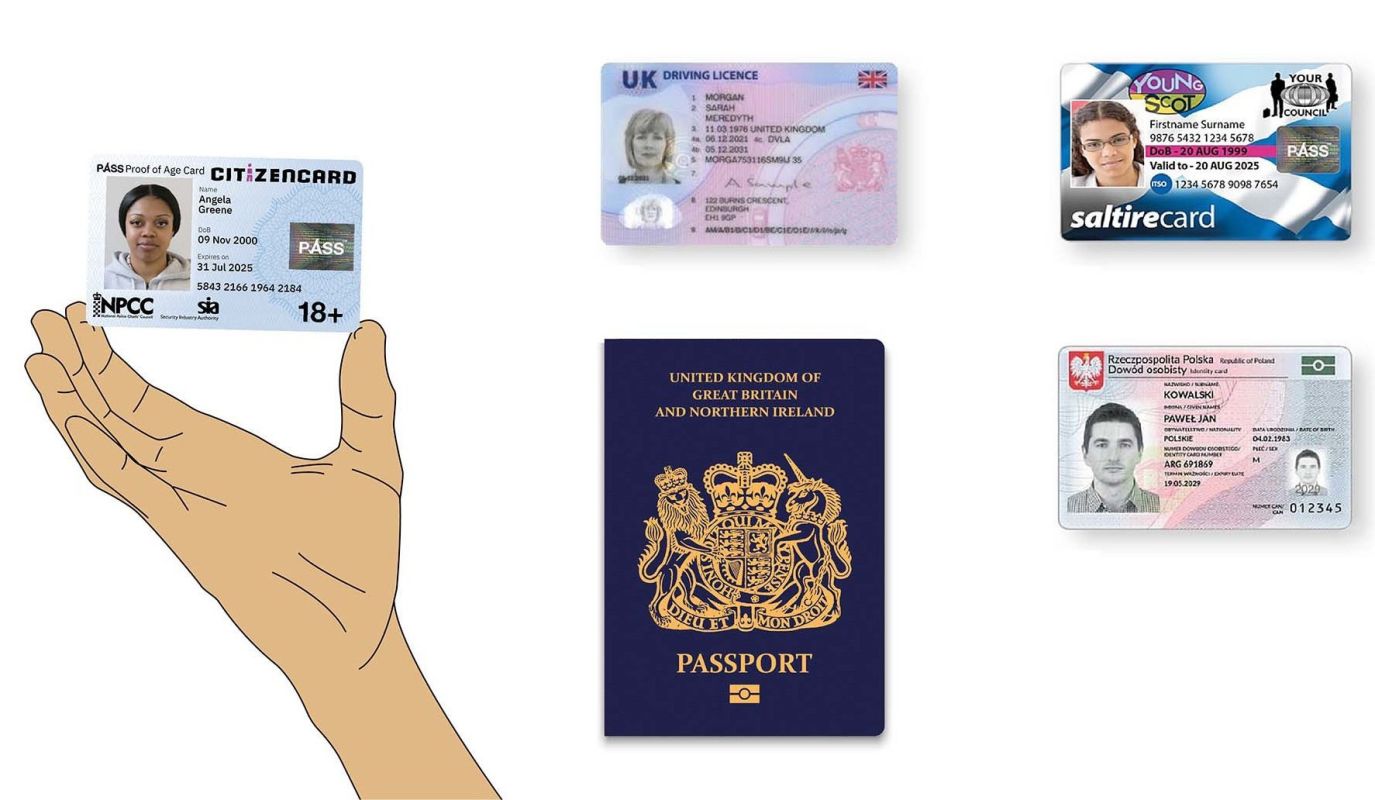 PASS Proof of Age Card CITiZENCARD
Name
Angela
Greene
DoB
09 Nov 2000
Expires on
31 Jul 2025
PASS
5843 2166 1964 2184
NPCC
National Police Chiefs' Council
sia
Security Industry Authority
18+
UK DRIVING LICENCE
1. MORGAN
2. SARAH
MEREDYTH
3. 11.03.1976 UNITED KINGDOM
4a. 06.12.2021 4c. DVLA
4b. 05.12.2031
5. MORGA753116SM9IJ 35
7.
A Sample
8. 122 BURNS CRESCENT,
EDINBURGH
EH1 9GP
9.
YOUNG
SCOT
YOUR
COUNCIL
Firstname Surname
9876 5432 1234 5678
DoB - 20 AUG 1999
Valid to - 20 AUG 2025
PASS
ITSO 1234 5678 9098 7654
saltirecard
UNITED KINGDOM OF
GREAT BRITAIN
AND NORTHERN IRELAND
HONI SOIT QUI MAL Y PENSE
DIEU ET MON DROIT
PASSPORT
Rzeczpospolita Polska Republic of Poland
Dowód osobisty Identity card
NAZWISKO / SURNAME
KOWALSKI
IMIONA / GIVEN NAMES
PAWEŁ JAN
OBYWATELSTWO / NATIONALITY DATA URODZENIA / DATE OF BIRTH
POLSKIE 04.02.1983
NUMER DOWODU OSOBISTEGO/ PŁEĆ / SEX
IDENTITY CARD NUMBER
ARG 691869 M
TERMIN WAŻNOŚCI / EXPIRY DATE
19.05.2029
2029
NUMER CAN/
CAN 012345